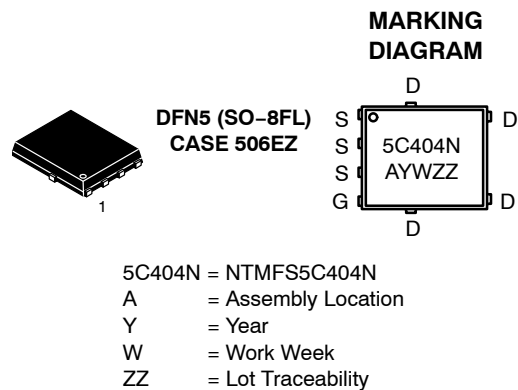 MARKING
DIAGRAM
D
DFN5 (SO−8FL)
CASE 506EZ
S
S
S
G
5C404N
AYWZZ
D
D
D
1
5C404N = NTMFS5C404N
A = Assembly Location
Y = Year
W = Work Week
ZZ = Lot Traceability